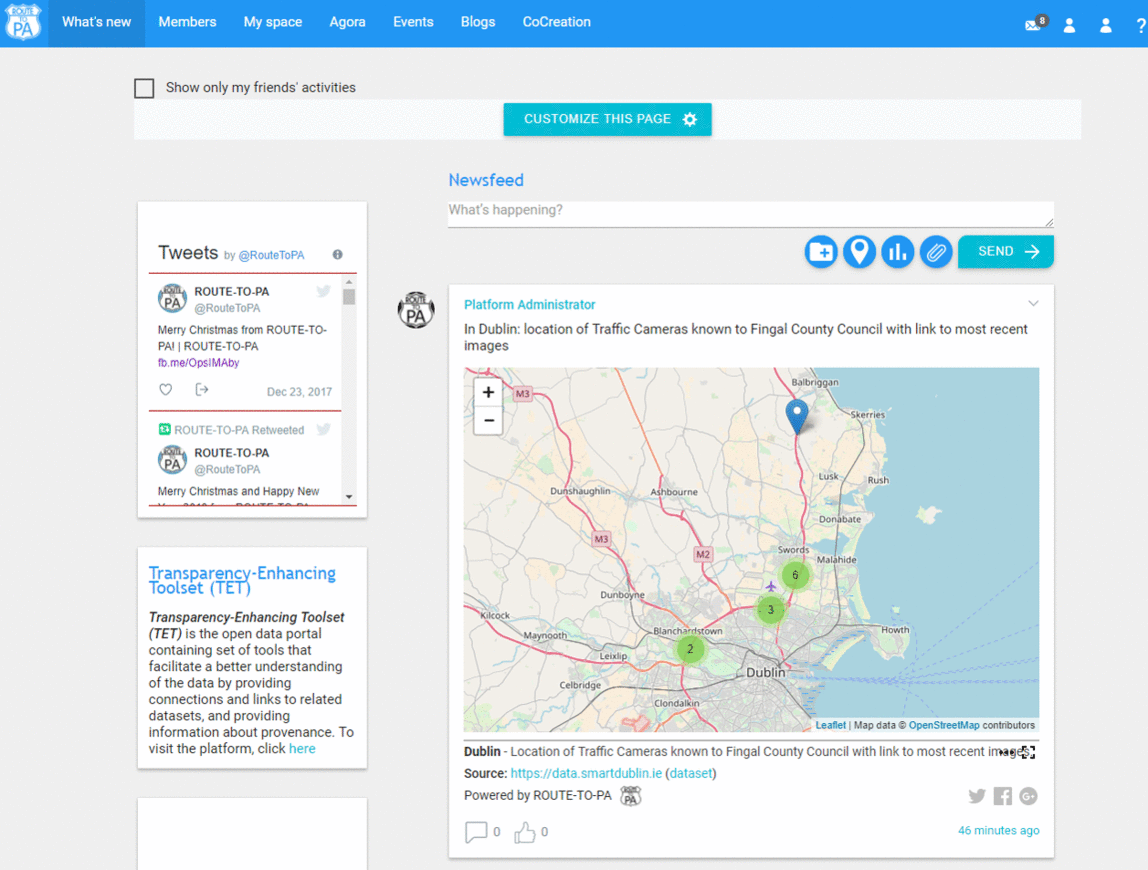 ROUTE TO PA
What's new Members My space Agora Events Blogs CoCreation
8
?
Show only my friends' activities
CUSTOMIZE THIS PAGE
Newsfeed
What's happening?
SEND
Tweets by @RouteToPA
ROUTE-TO-PA
@RouteToPA
Merry Christmas from ROUTE-TO-
PA! | ROUTE-TO-PA
fb.me/OpsIMAby
Dec 23, 2017
ROUTE-TO-PA Retweeted
ROUTE-TO-PA
@RouteToPA
Merry Christmas and Happy New
Transparency-Enhancing
Toolset (TET)
Transparency-Enhancing Toolset
(TET) is the open data portal
containing set of tools that
facilitate a better understanding
of the data by providing
connections and links to related
datasets, and providing
information about provenance. To
visit the platform, click here
ROUTE TO PA
Platform Administrator
In Dublin: location of Traffic Cameras known to Fingal County Council with link to most recent
images
+
−
M3
Balbriggan
Skerries
Lusk
Rush
Dunshaughlin
Ashbourne
Donabate
M3
M2
Swords
Malahide
6
3
Dunboyne
Kilcock
Maynooth
Blanchardstown
2
Howth
Leixlip
Dublin
Celbridge
Clondalkin
Leaflet | Map data © OpenStreetMap contributors
Dublin - Location of Traffic Cameras known to Fingal County Council with link to most recent images
Source: https://data.smartdublin.ie (dataset)
Powered by ROUTE-TO-PA
0 0
46 minutes ago